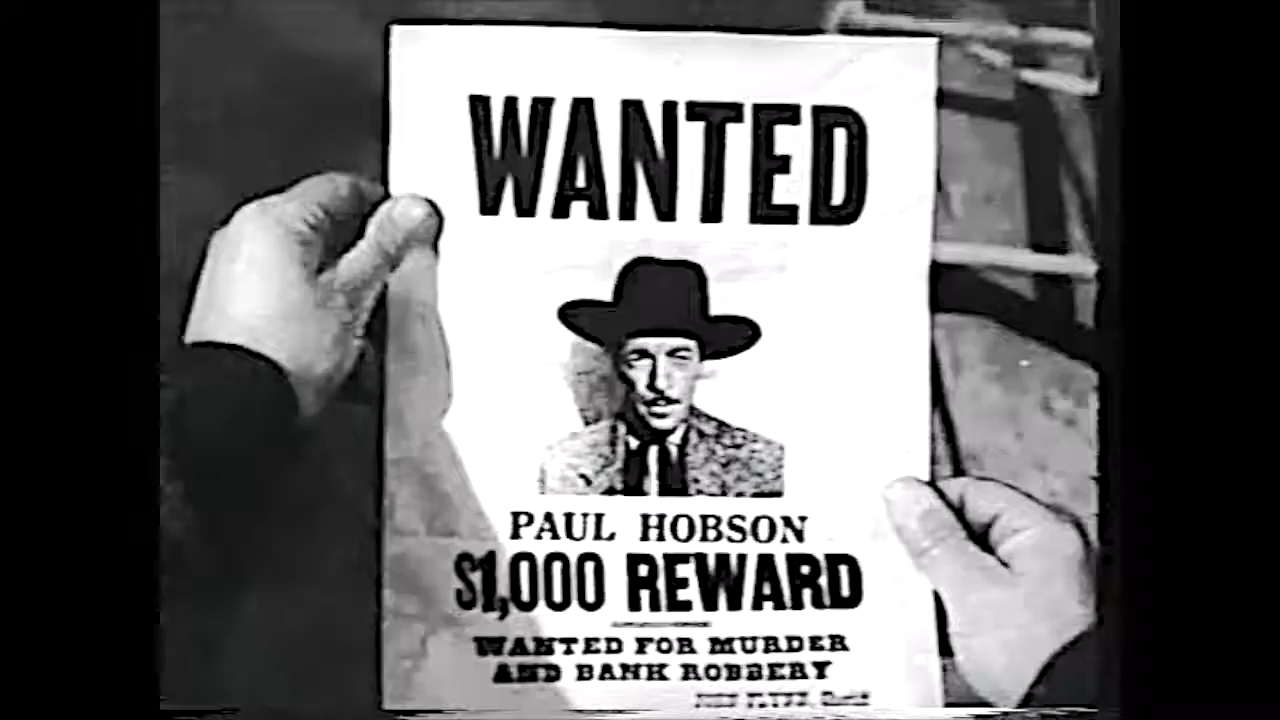 WANTED
PAUL HOBSON
$1,000 REWARD
WANTED FOR MURDER
AND BANK ROBBERY